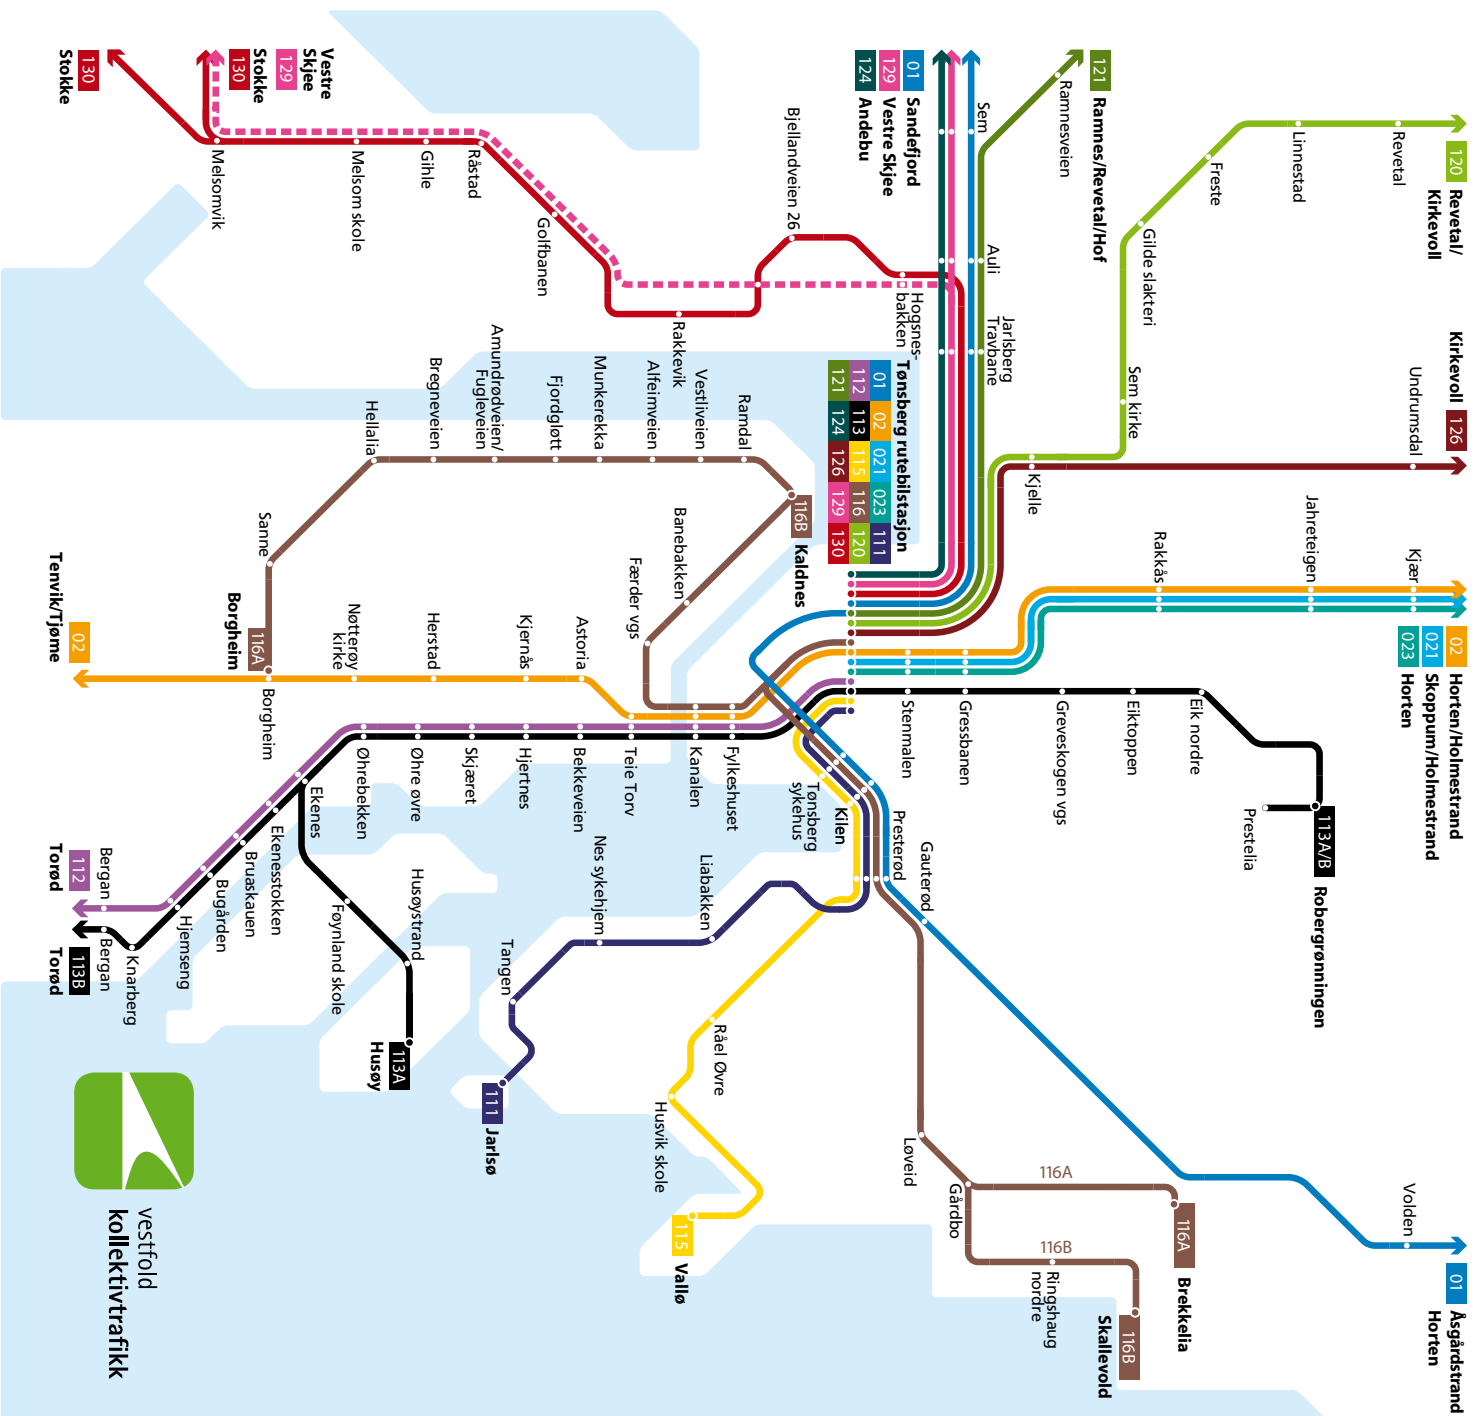 130
Stokke
Vestre
Skjee
129
130
Stokke
Melsomvik
Melsom skole
Gihle
Råstad
Golfbanen
Rakkevik
Bjellandveien 26
Hogsnes-
bakken
01
129
124
Sandefjord
Vestre Skjee
Andebu
Sem
Auli
Jarlsberg
Travbane
121
Ramnes/Revetal/Hof
Ramnesveien
120
Revetal/
Kirkevoll
Revetal
Linnestad
Freste
Gilde slakteri
Sem kirke
Kirkevoll
126
Undrumsdal
Kjelle
Jahreteigen
Rakkås
Kjær
02
Horten/Holmestrand
021
Skoppum/Holmestrand
023
Horten
Tønsberg rutebilstasjon
01 02 021 023 111
112 113 115 116 120
121 124 126 129 130
Stenmalen
Gressbanen
Greveskogen vgs
Eiktoppen
Eik nordre
Prestelia
113A/B
Robergrønningen
116B
Kaldnes
Ramdal
Vestliveien
Alfeimveien
Munkerekka
Fjordgløtt
Amundrødveien/
Fugleveien
Bregneveien
Hellalia
Sanne
Borgheim
116A
Banebakken
Færder vgs
Tenvik/Tjøme
02
Borgheim
Nøtterøy
kirke
Herstad
Kjernås
Astoria
Fylkeshuset
Kanalen
Teie Torv
Bekkeveien
Hjertnes
Skjæret
Øhre øvre
Øhrebekken
Ekenes
Ekenesstokken
Bruaskauen
Bugården
Hjemseng
Bergan
Torød
112
Knarberg
Bergan
Torød
113B
Føynland skole
Husøystrand
113A
Husøy
Tønsberg
sykehus
Kilen
Presterød
Gauterød
Liabakken
Nes sykehjem
Tangen
111
Jarlsø
Råel Øvre
Husvik skole
115
Vallø
Løveid
Gårdbo
116A
116A
Brekkelia
116B
Ringshaug
nordre
116B
Skallevold
Volden
01
Åsgårdstrand
Horten
vestfold
kollektivtrafikk